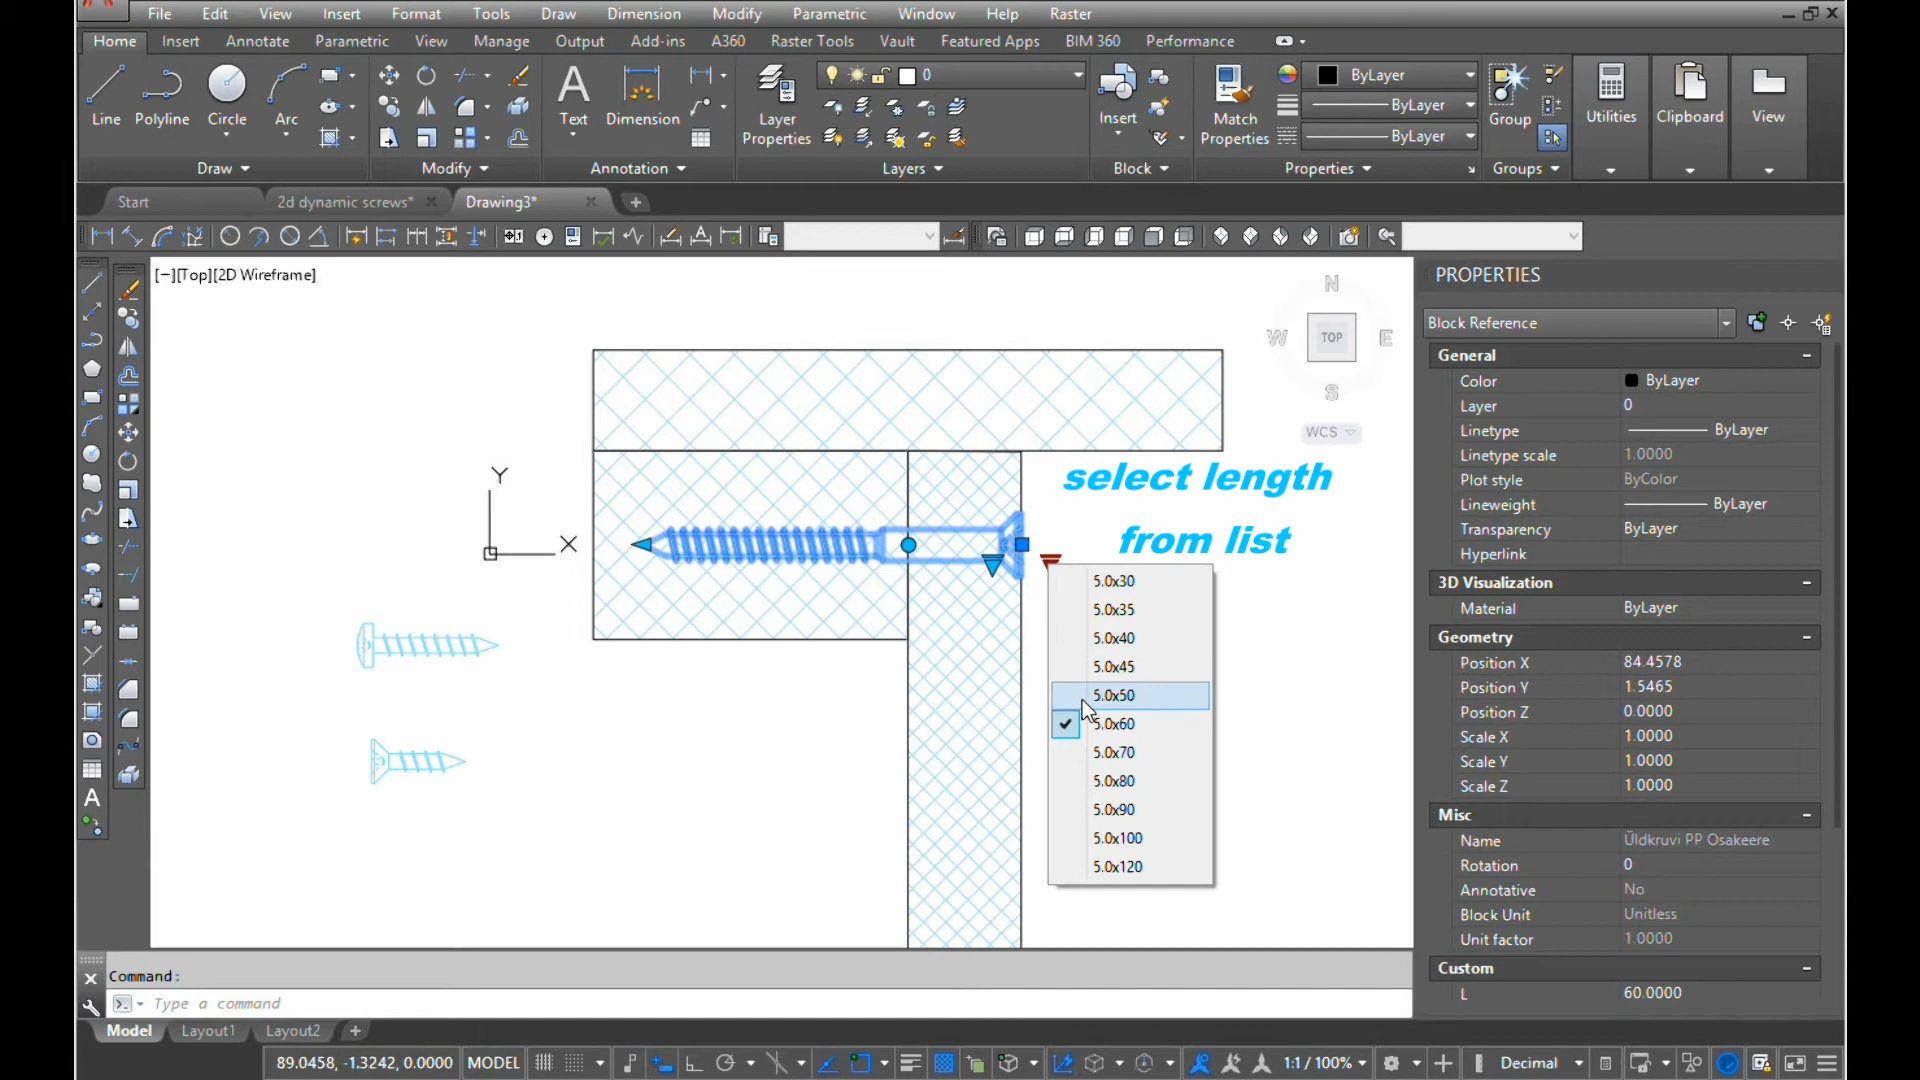 File Edit View Insert Format Tools Draw Dimension Modify Parametric Window Help Raster
Home Insert Annotate Parametric View Manage Output Add-ins A360 Raster Tools Vault Featured Apps BIM 360 Performance
0
ByLayer
ByLayer
ByLayer
Line Polyline Circle Arc
Text Dimension
Layer Properties
Insert
Match Properties
Group
Utilities
Clipboard
View
Draw Modify Annotation Layers Block Properties Groups
Start 2d dynamic screws* Drawing3*
[−][Top][2D Wireframe]
N
W TOP E
S
WCS
Y
X
select length
from list
5.0x30
5.0x35
5.0x40
5.0x45
5.0x50
5.0x60
5.0x70
5.0x80
5.0x90
5.0x100
5.0x120
PROPERTIES
Block Reference
General
Color ByLayer
Layer 0
Linetype ByLayer
Linetype scale 1.0000
Plot style ByColor
Lineweight ByLayer
Transparency ByLayer
Hyperlink
3D Visualization
Material ByLayer
Geometry
Position X 84.4578
Position Y 1.5465
Position Z 0.0000
Scale X 1.0000
Scale Y 1.0000
Scale Z 1.0000
Misc
Name Üldkruvi PP Osakeere
Rotation 0
Annotative No
Block Unit Unitless
Unit factor 1.0000
Custom
L 60.0000
Command:
Type a command
Model Layout1 Layout2
89.0458, -1.3242, 0.0000 MODEL 1:1 / 100% Decimal